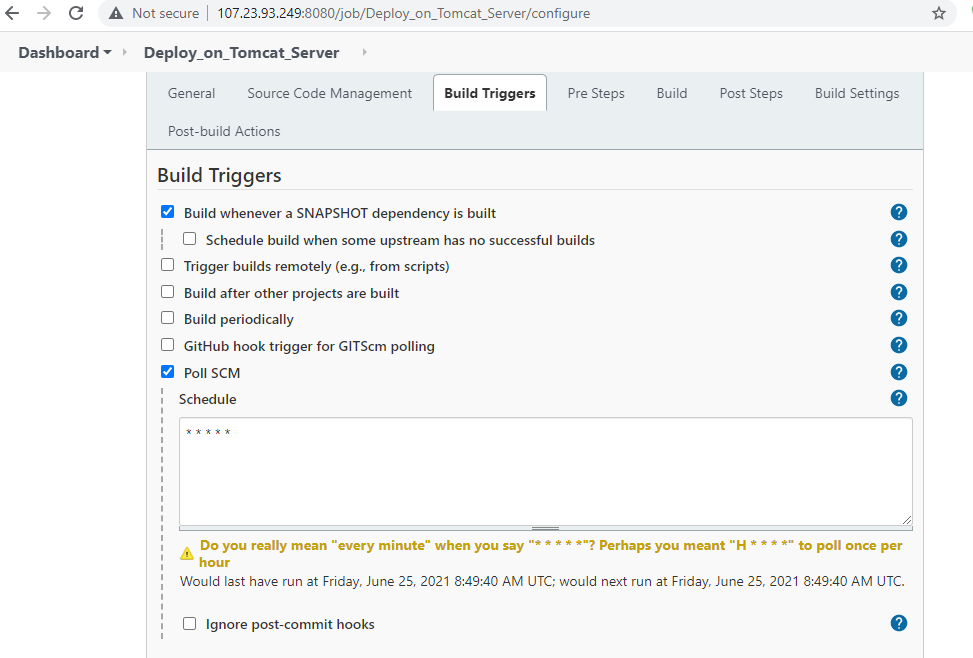 Not secure | 107.23.93.249:8080/job/Deploy_on_Tomcat_Server/configure
Dashboard Deploy_on_Tomcat_Server
General Source Code Management Build Triggers Pre Steps Build Post Steps Build Settings
Post-build Actions
Build Triggers
Build whenever a SNAPSHOT dependency is built ?
Schedule build when some upstream has no successful builds ?
Trigger builds remotely (e.g., from scripts) ?
Build after other projects are built ?
Build periodically ?
GitHub hook trigger for GITScm polling ?
Poll SCM ?
Schedule ?
* * * * *
Do you really mean "every minute" when you say "* * * * *"? Perhaps you meant "H * * * *" to poll once per
hour
Would last have run at Friday, June 25, 2021 8:49:40 AM UTC; would next run at Friday, June 25, 2021 8:49:40 AM UTC.
Ignore post-commit hooks ?